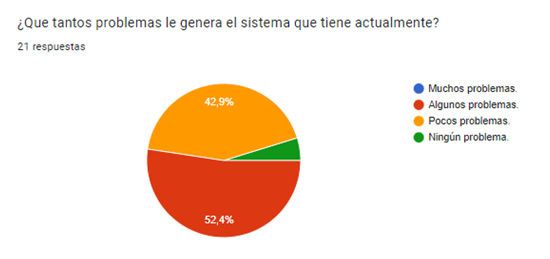 ¿Que tantos problemas le genera el sistema que tiene actualmente?
21 respuestas
42,9%
52,4%
Muchos problemas.
Algunos problemas.
Pocos problemas.
Ningún problema.